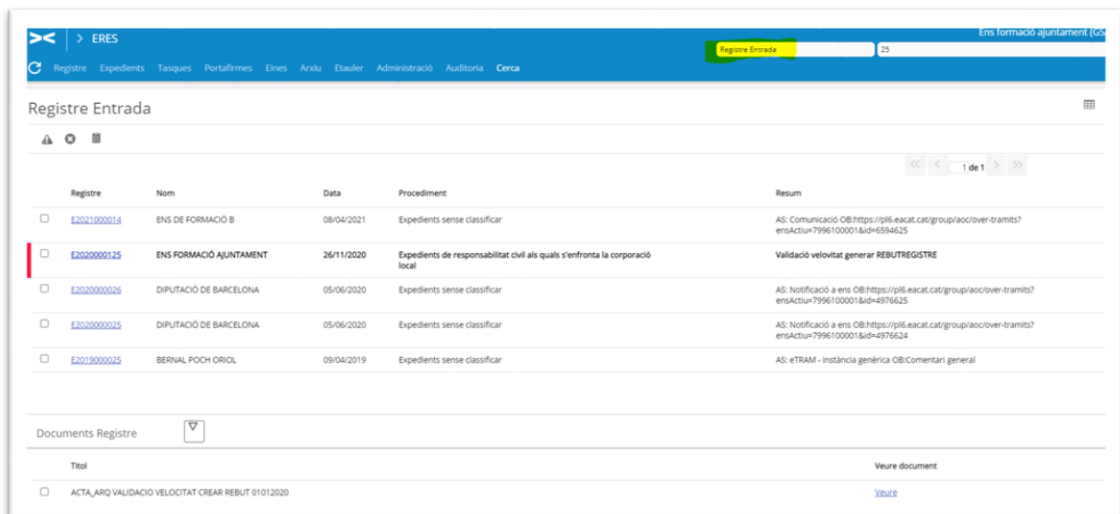 > ERES
Ens formació ajuntament (GSA
Registre Entrada
25
Registre Expedients Tasques Portafirmes Eines Arxiu Etauler Administració Auditoria Cerca
Registre Entrada
1 de 1
Registre Nom Data Procediment Resum
E2021000014 ENS DE FORMACIÓ B 08/04/2021 Expedients sense classificar AS: Comunicació OB:https://pl6.eacat.cat/group/aoc/over-tramits?
ensActiu=7996100001&id=6594625
E2020000125 ENS FORMACIÓ AJUNTAMENT 26/11/2020 Expedients de responsabilitat civil als quals s'enfronta la corporació Validació velovitat generar REBUTREGISTRE
local
E2020000026 DIPUTACIÓ DE BARCELONA 05/06/2020 Expedients sense classificar AS: Notificació a ens OB:https://pl6.eacat.cat/group/aoc/over-tramits?
ensActiu=7996100001&id=4976625
E2020000025 DIPUTACIÓ DE BARCELONA 05/06/2020 Expedients sense classificar AS: Notificació a ens OB:https://pl6.eacat.cat/group/aoc/over-tramits?
ensActiu=7996100001&id=4976624
E2019000025 BERNAL POCH ORIOL 09/04/2019 Expedients sense classificar AS: eTRAM - Instància genèrica OB:Comentari general
Documents Registre
Títol Veure document
ACTA_ARQ VALIDACIO VELOCITAT CREAR REBUT 01012020 Veure